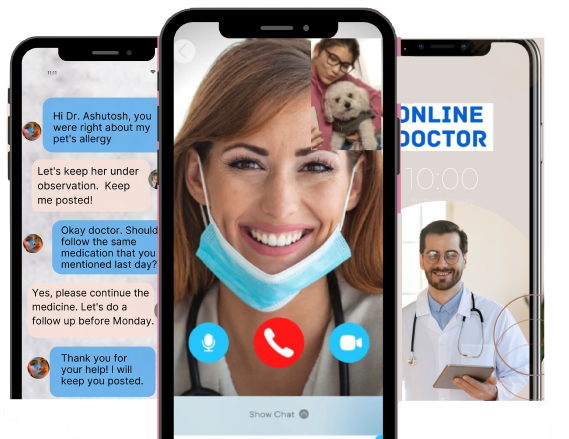 11:11
Hi Dr. Ashutosh, you
were right about my
pet's allergy
Let's keep her under
observation. Keep
me posted!
Okay doctor. Should
follow the same
medication that you
mentioned last day?
Yes, please continue the
medicine. Let's do a
follow up before Monday.
Thank you for
your help! I will
keep you posted.
Show Chat
ONLINE
DOCTOR
10:00